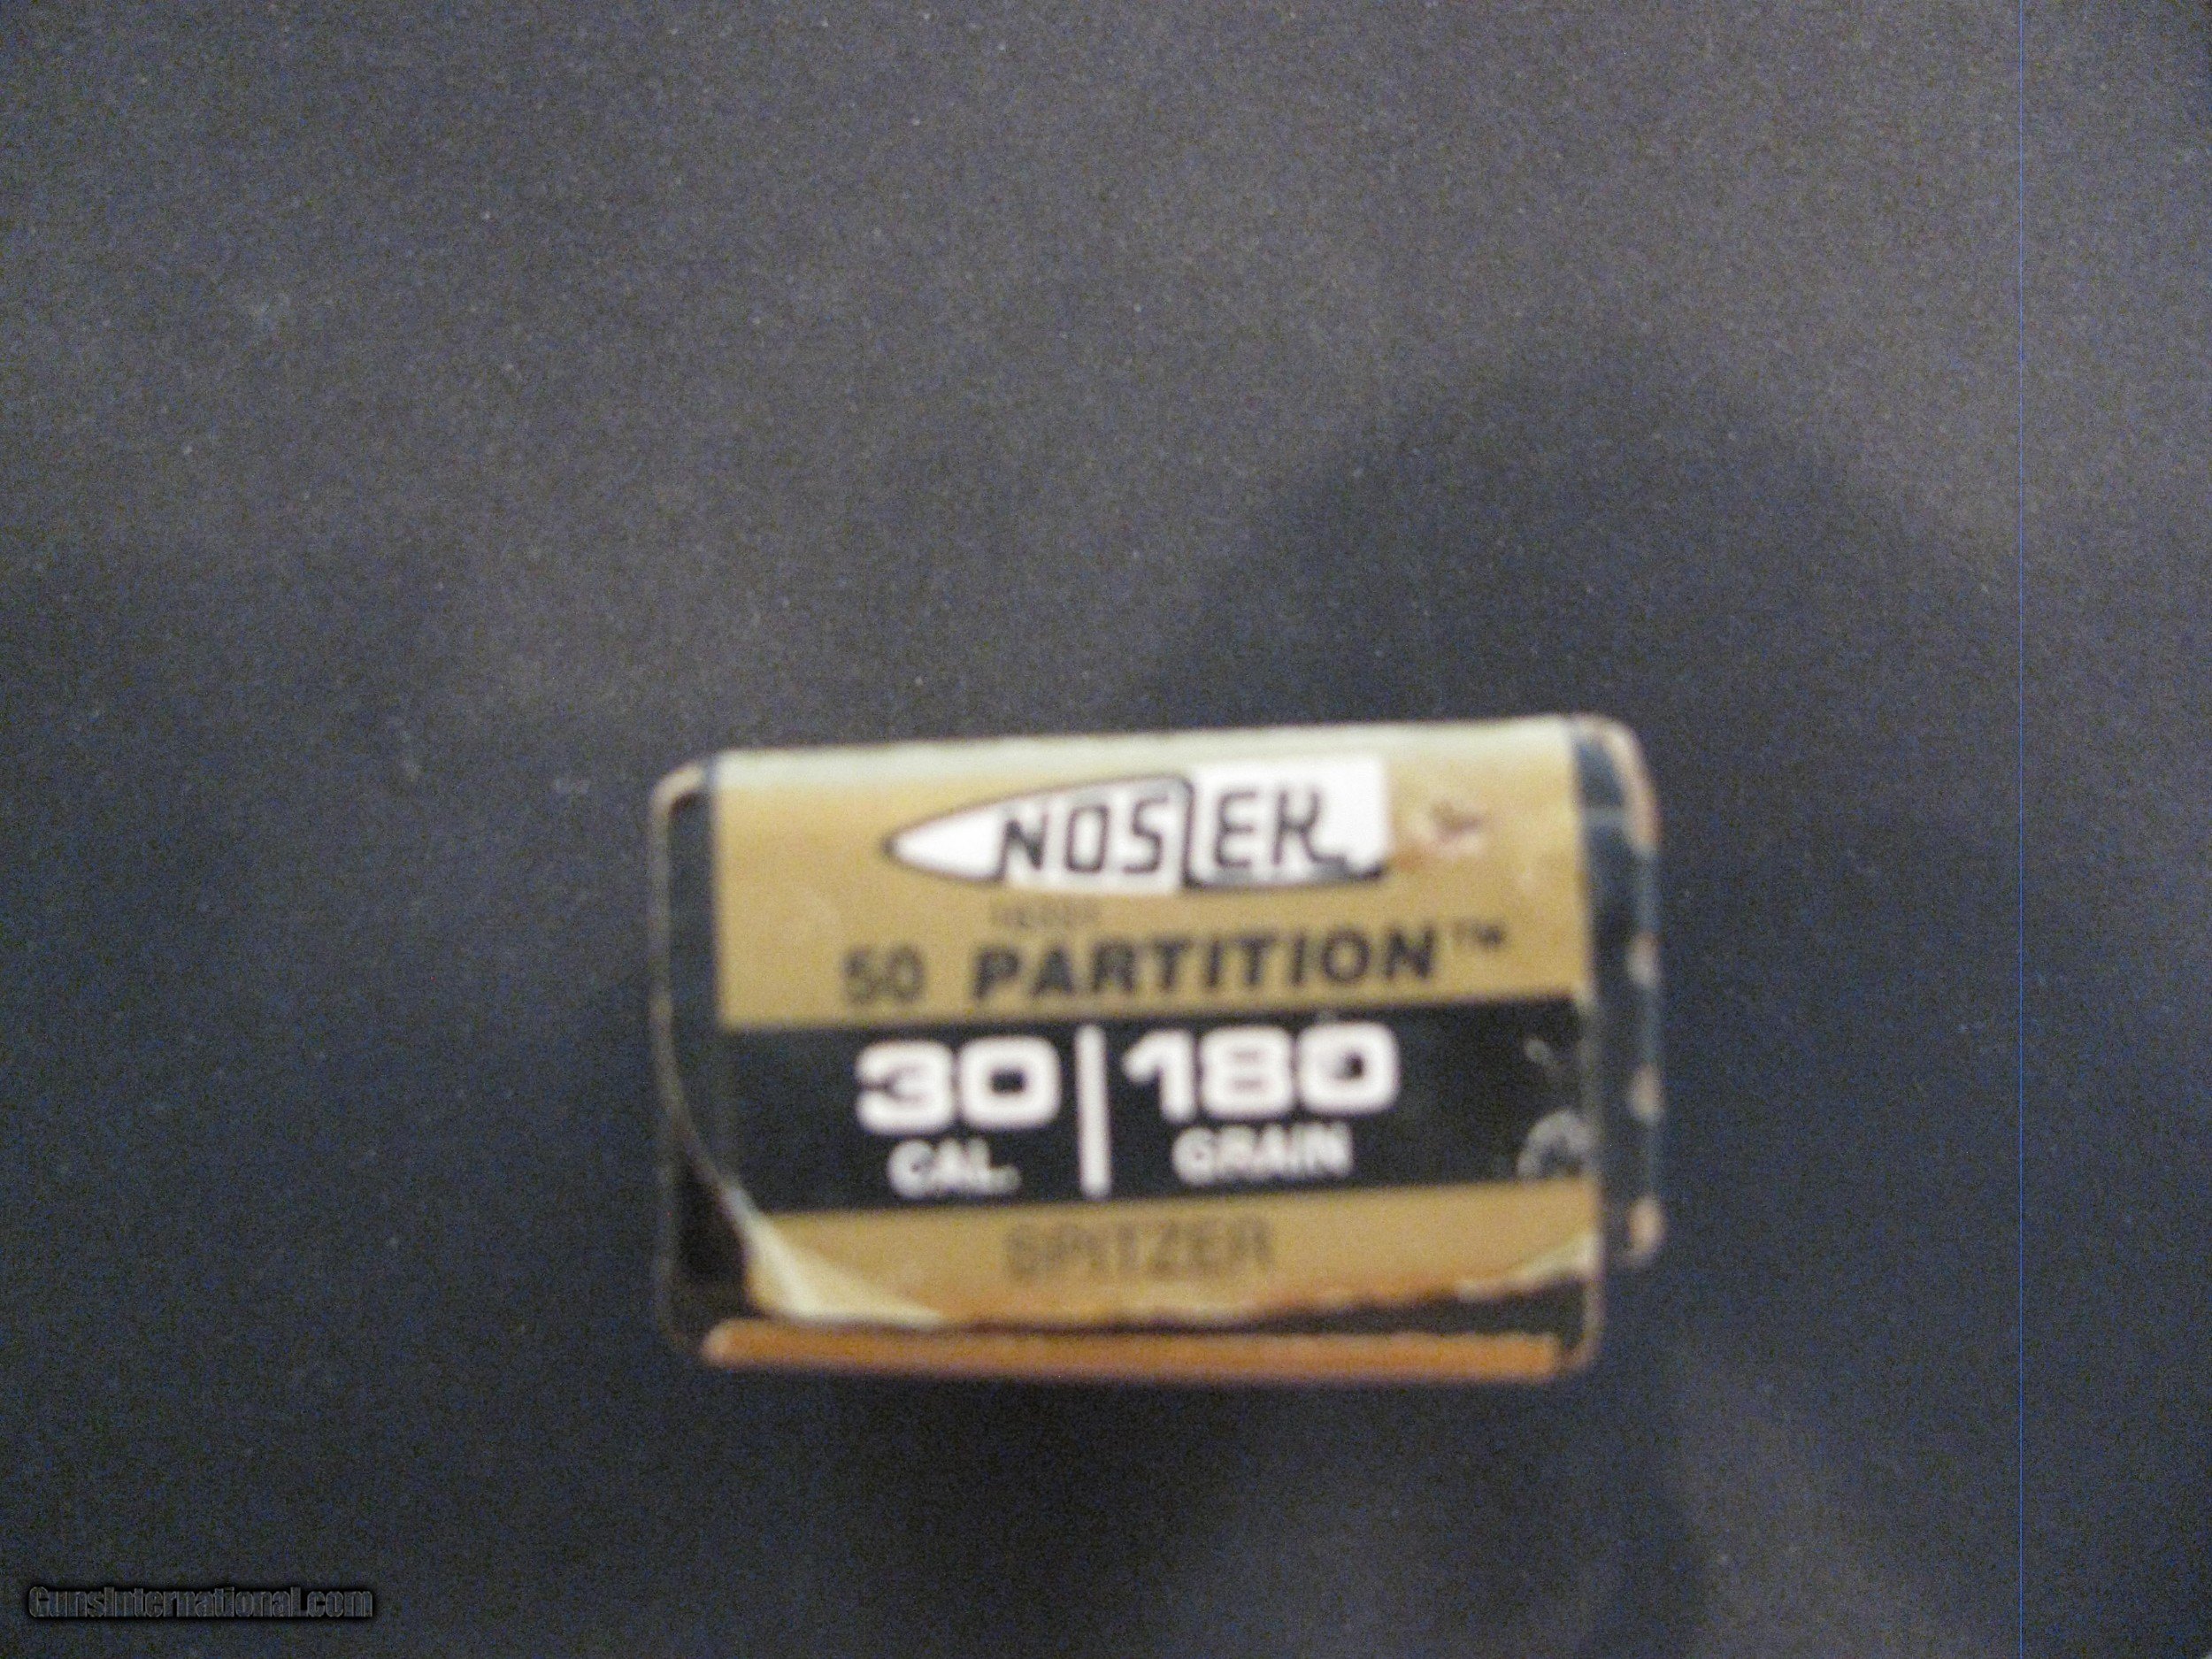 NOSLER
50 PARTITION™
30 | 180
CAL. GRAIN
SPITZER
GunsInternational.com